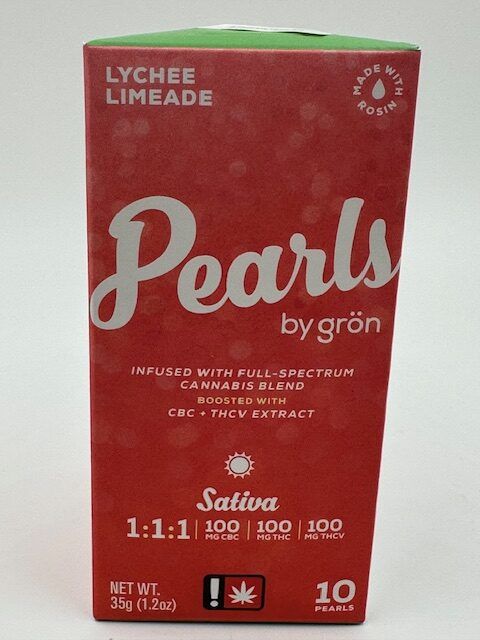 LYCHEE
LIMEADE
MADE WITH
ROSIN
Pearls
by grön
INFUSED WITH FULL-SPECTRUM
CANNABIS BLEND
BOOSTED WITH
CBC + THCV EXTRACT
Sativa
1:1:1 | 100 MG CBC | 100 MG THC | 100 MG THCV
NET WT.
35g (1.2oz)
!
10
PEARLS